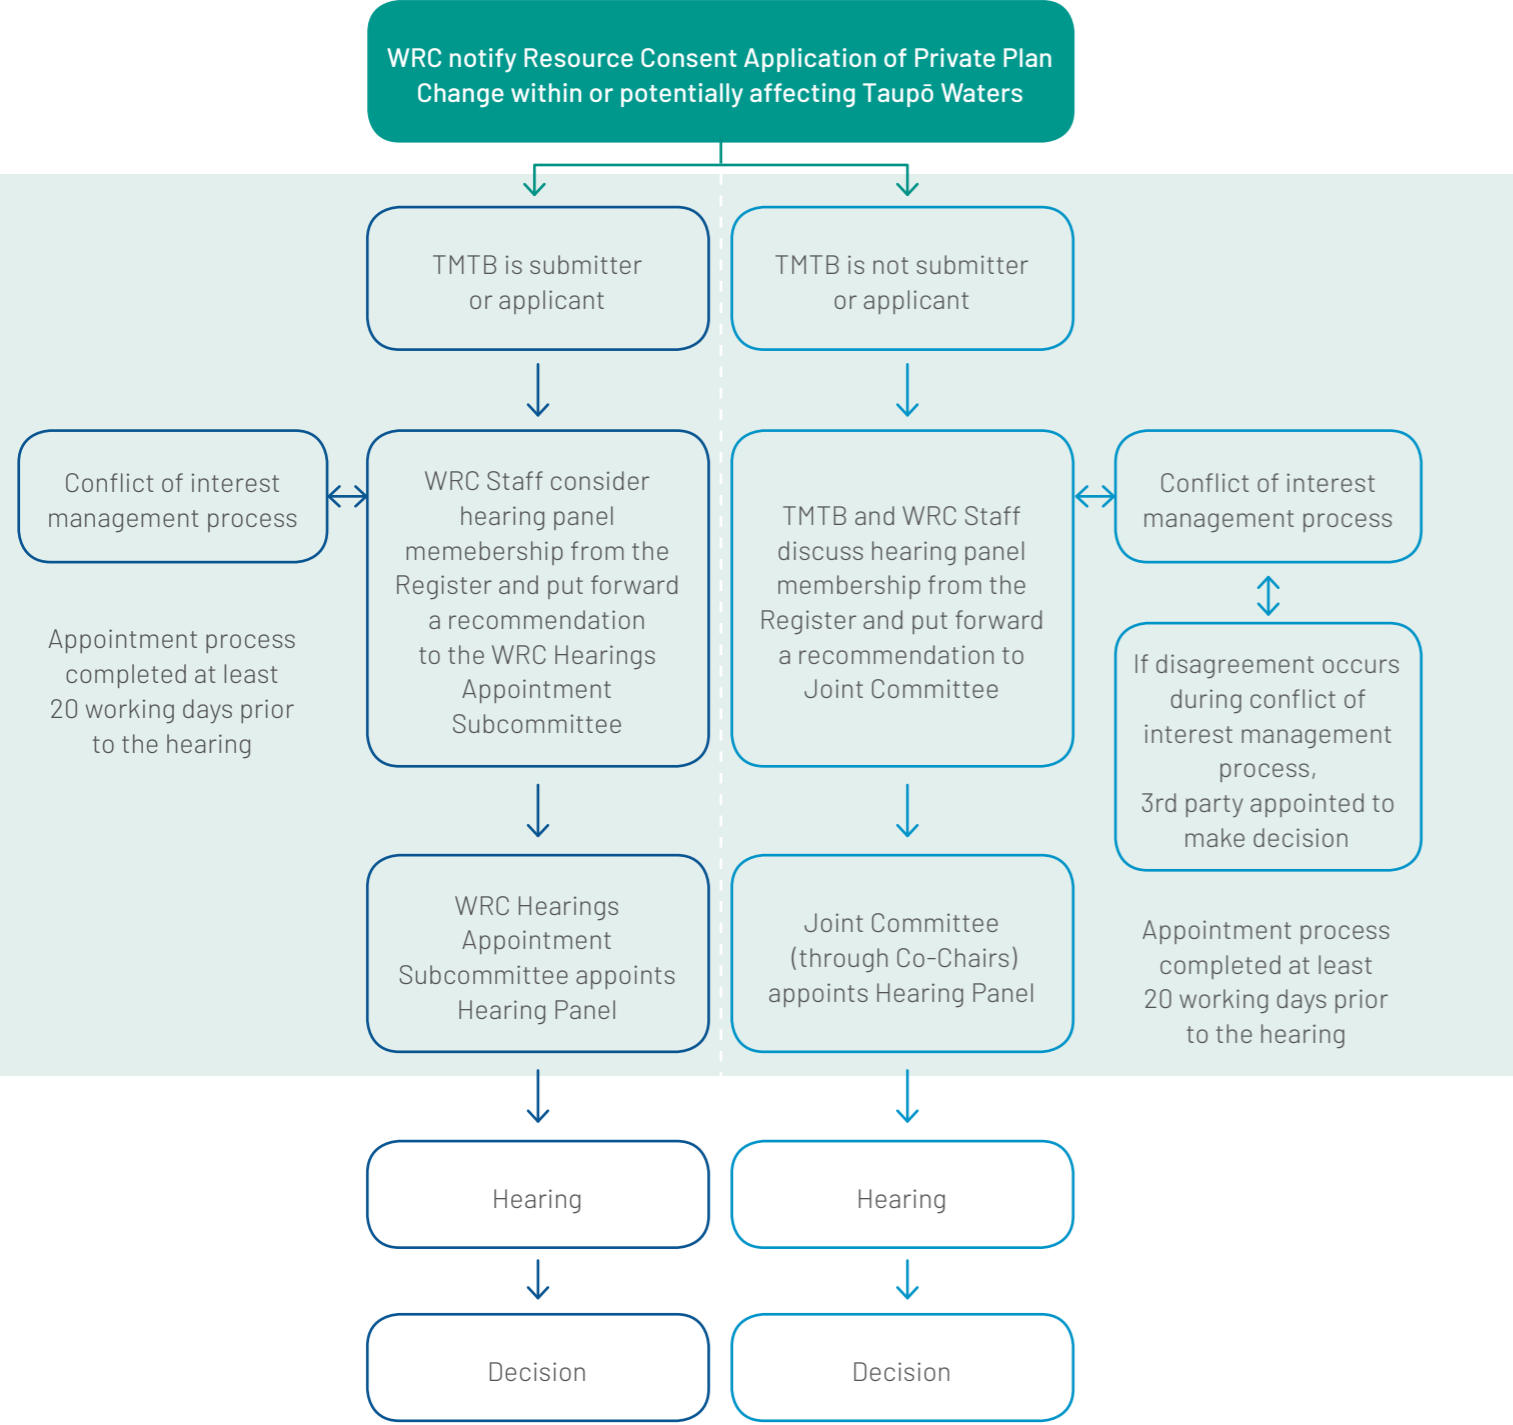 WRC notify Resource Consent Application of Private Plan
Change within or potentially affecting Taupō Waters
TMTB is submitter
or applicant
TMTB is not submitter
or applicant
Conflict of interest
management process
WRC Staff consider
hearing panel
memebership from the
Register and put forward
a recommendation
to the WRC Hearings
Appointment
Subcommittee
TMTB and WRC Staff
discuss hearing panel
membership from the
Register and put forward
a recommendation to
Joint Committee
Conflict of interest
management process
Appointment process
completed at least
20 working days prior
to the hearing
If disagreement occurs
during conflict of
interest management
process,
3rd party appointed to
make decision
WRC Hearings
Appointment
Subcommittee appoints
Hearing Panel
Joint Committee
(through Co-Chairs)
appoints Hearing Panel
Appointment process
completed at least
20 working days prior
to the hearing
Hearing
Hearing
Decision
Decision